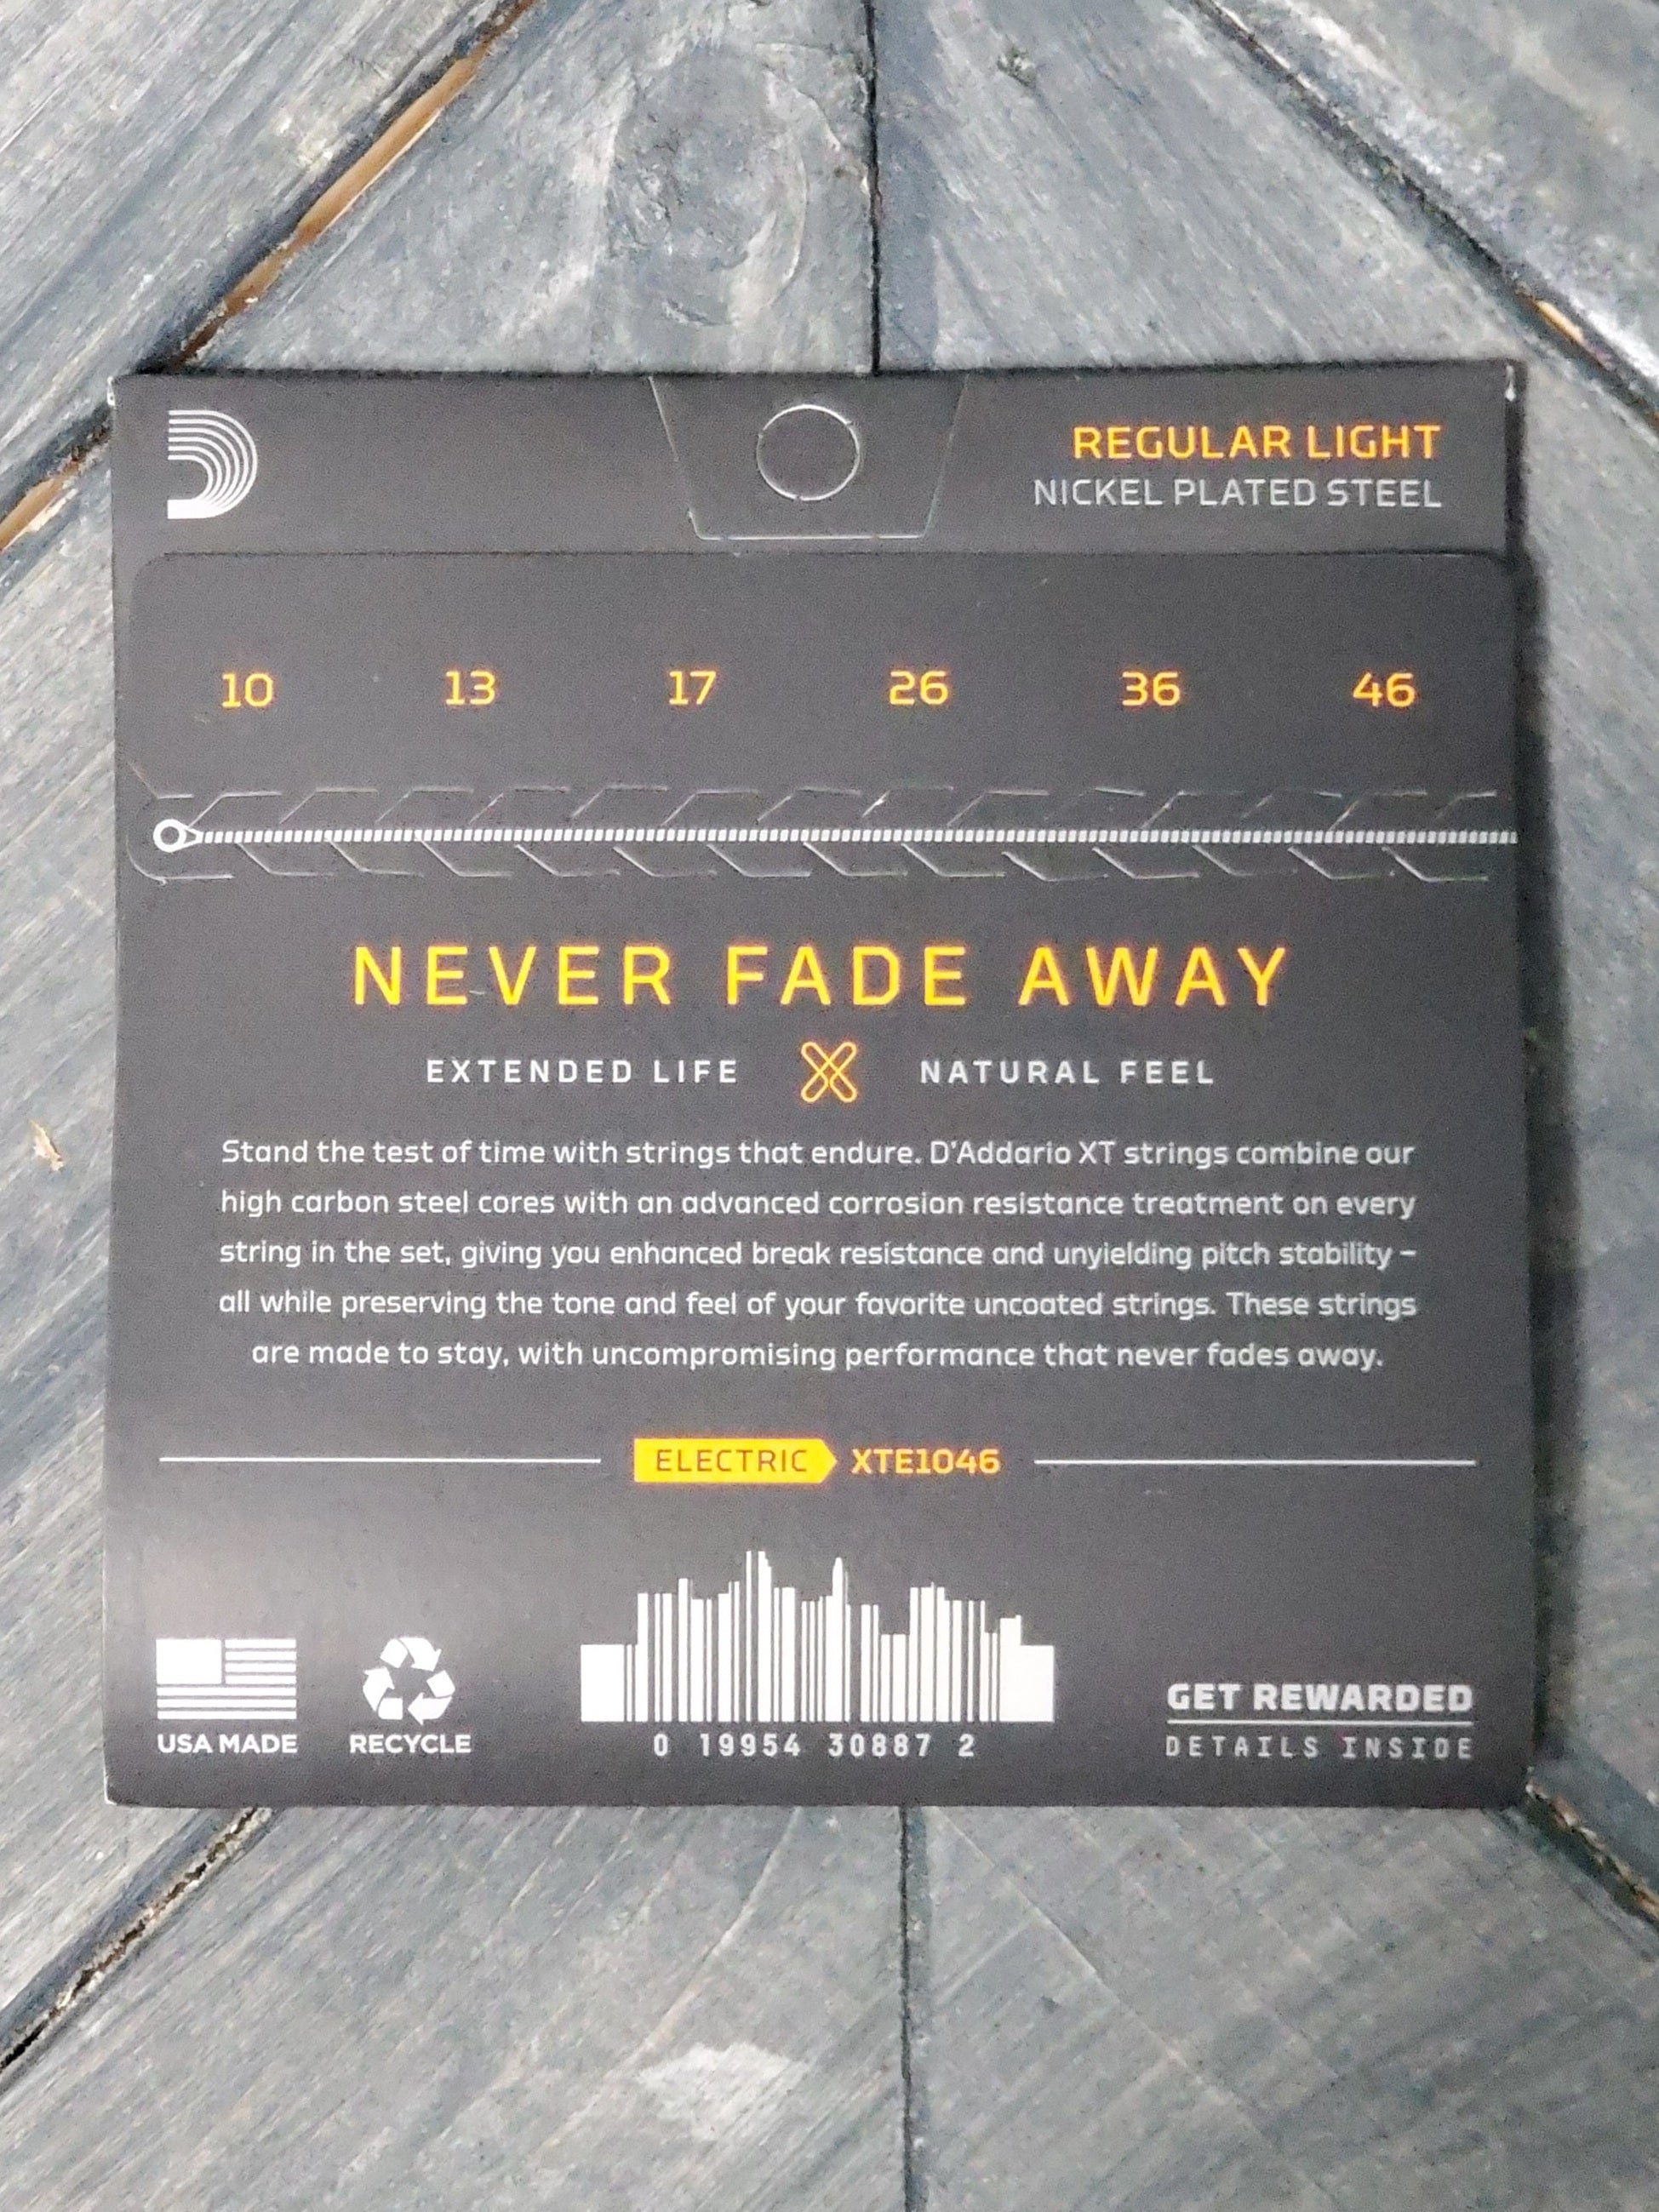 REGULAR LIGHT
NICKEL PLATED STEEL
10 13 17 26 36 46
NEVER FADE AWAY
EXTENDED LIFE NATURAL FEEL
Stand the test of time with strings that endure. D'Addario XT strings combine our
high carbon steel cores with an advanced corrosion resistance treatment on every
string in the set, giving you enhanced break resistance and unyielding pitch stability –
all while preserving the tone and feel of your favorite uncoated strings. These strings
are made to stay, with uncompromising performance that never fades away.
ELECTRIC XTE1046
USA MADE
RECYCLE
0 19954 30887 2
GET REWARDED
DETAILS INSIDE